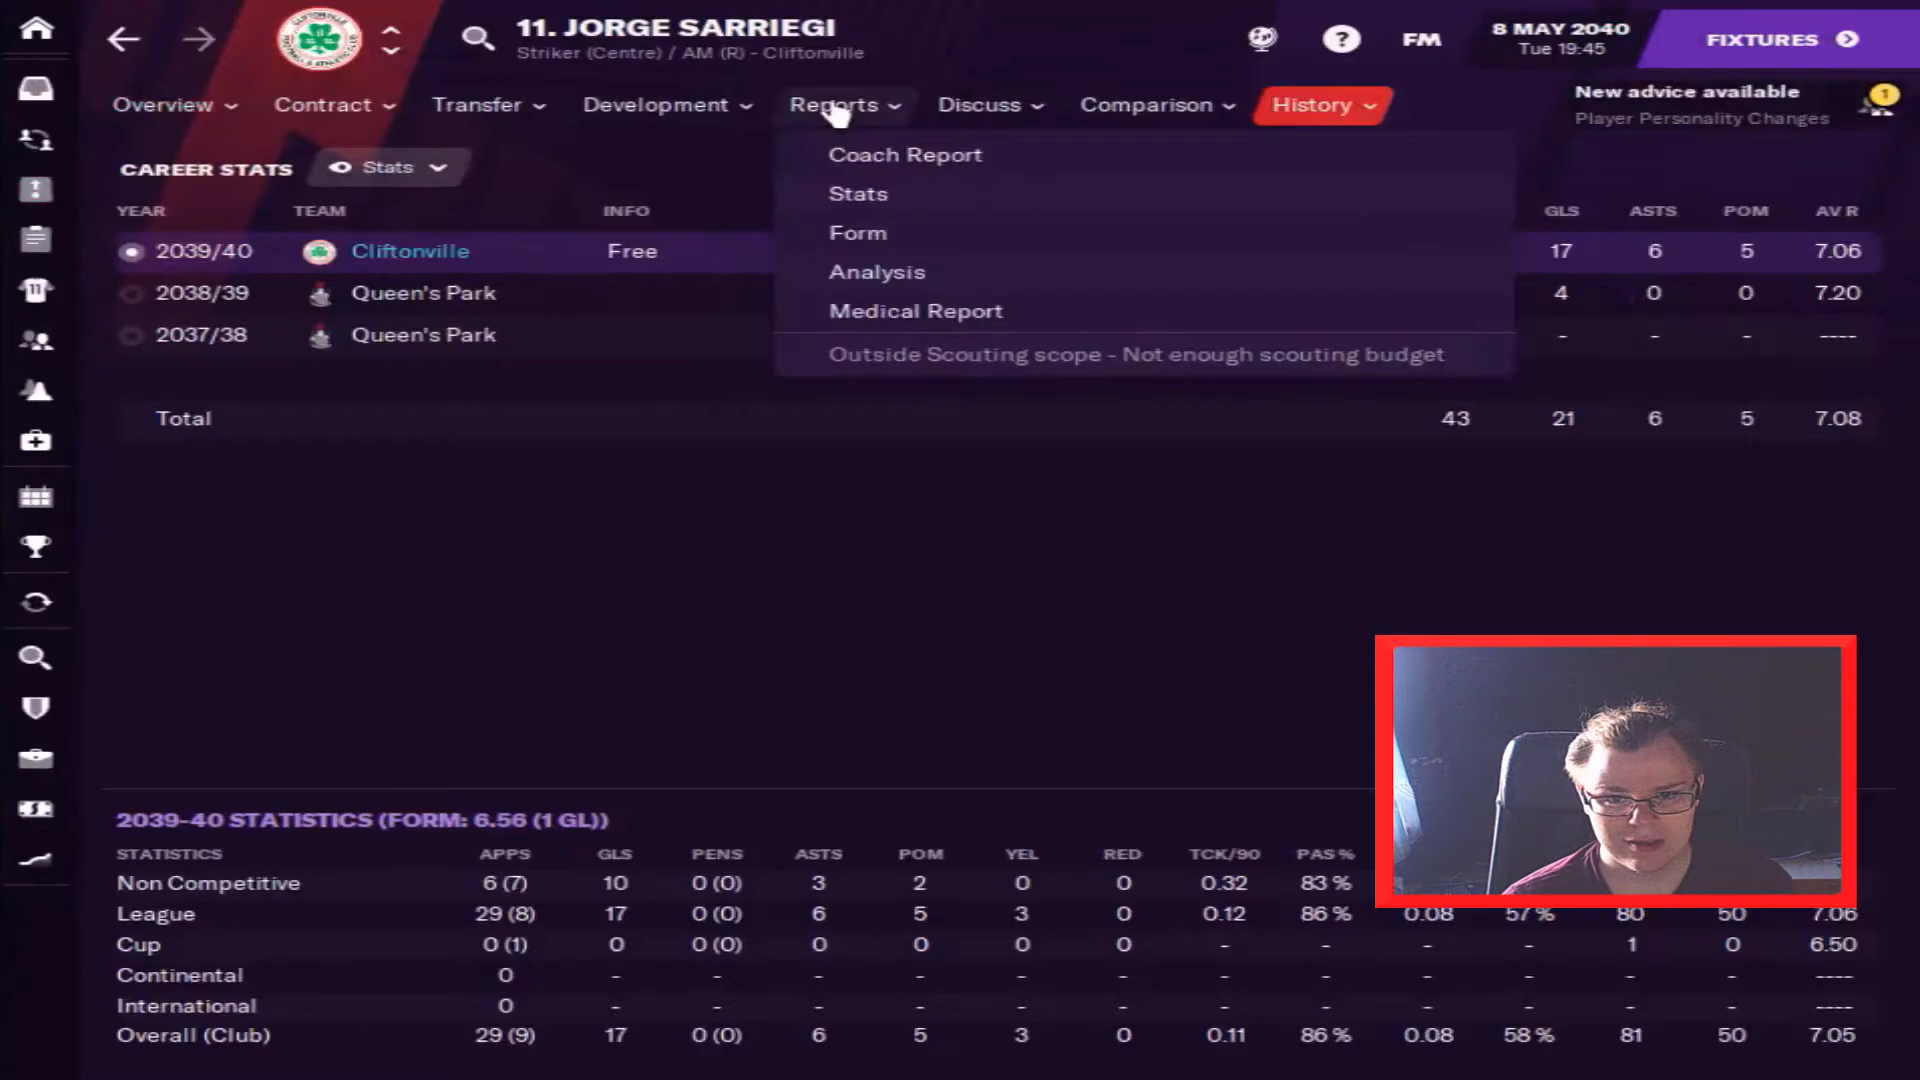 11. JORGE SARRIEGI
Striker (Centre) / AM (R) - Cliftonville
FM
8 MAY 2040
Tue 19:45
FIXTURES
Overview
Contract
Transfer
Development
Reports
Discuss
Comparison
History
New advice available
Player Personality Changes
1
CAREER STATS
Stats
Coach Report
Stats
Form
Analysis
Medical Report
Outside Scouting scope - Not enough scouting budget
YEAR TEAM INFO GLS ASTS POM AV R
2039/40 Cliftonville Free 17 6 5 7.06
2038/39 Queen's Park 4 0 0 7.20
2037/38 Queen's Park - - - ----
Total 43 21 6 5 7.08
2039-40 STATISTICS (FORM: 6.56 (1 GL))
STATISTICS APPS GLS PENS ASTS POM YEL RED TCK/90 PAS %
Non Competitive 6 (7) 10 0 (0) 3 2 0 0 0.32 83 %
League 29 (8) 17 0 (0) 6 5 3 0 0.12 86 % 0.08 57 % 80 50 7.06
Cup 0 (1) 0 0 (0) 0 0 0 0 - - - - 1 0 6.50
Continental 0 - - - - - - - - - - - - ----
International 0 - - - - - - - - - - - - ----
Overall (Club) 29 (9) 17 0 (0) 6 5 3 0 0.11 86 % 0.08 58 % 81 50 7.05